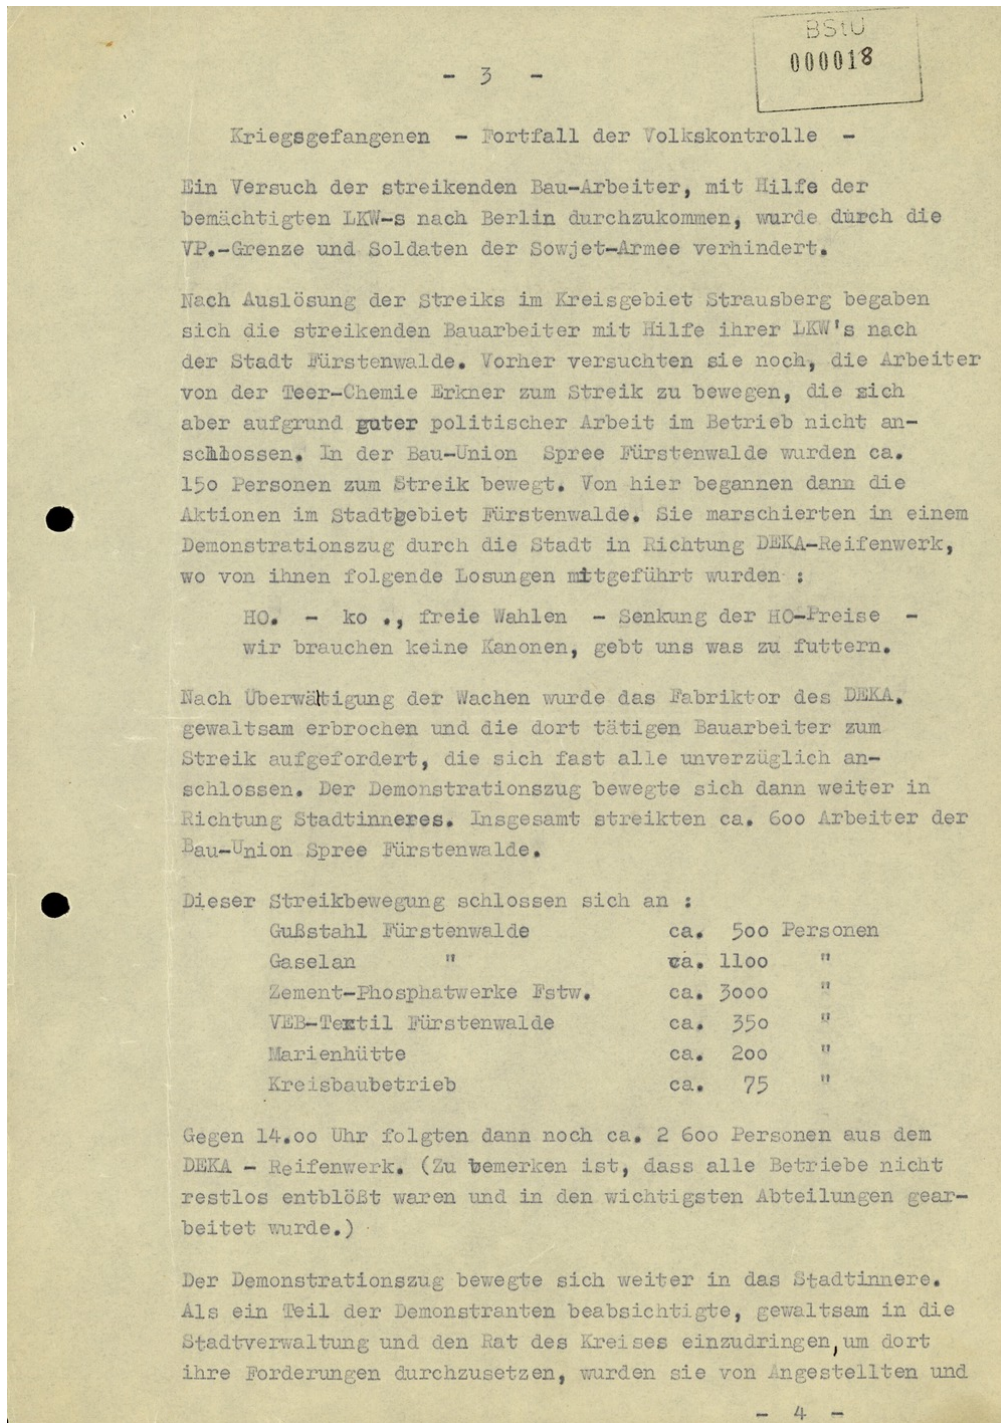 BStU
000018
- 3 -
Kriegsgefangenen - Fortfall der Volkskontrolle -
Ein Versuch der streikenden Bau-Arbeiter, mit Hilfe der
bemächtigten LKW-s nach Berlin durchzukommen, wurde durch die
VP.-Grenze und Soldaten der Sowjet-Armee verhindert.
Nach Auslösung der Streiks im Kreisgebiet Strausberg begaben
sich die streikenden Bauarbeiter mit Hilfe ihrer LKW's nach
der Stadt Fürstenwalde. Vorher versuchten sie noch, die Arbeiter
von der Teer-Chemie Erkner zum Streik zu bewegen, die sich
aber aufgrund guter politischer Arbeit im Betrieb nicht an-
schlossen. In der Bau-Union Spree Fürstenwalde wurden ca.
15o Personen zum Streik bewegt. Von hier begannen dann die
Aktionen im Stadtgebiet Fürstenwalde. Sie marschierten in einem
Demonstrationszug durch die Stadt in Richtung DEKA-Reifenwerk,
wo von ihnen folgende Losungen mitgeführt wurden :
HO. - ko ., freie Wahlen - Senkung der HO-Preise -
wir brauchen keine Kanonen, gebt uns was zu futtern.
Nach Überwältigung der Wachen wurde das Fabriktor des DEKA.
gewaltsam erbrochen und die dort tätigen Bauarbeiter zum
Streik aufgefordert, die sich fast alle unverzüglich an-
schlossen. Der Demonstrationszug bewegte sich dann weiter in
Richtung Stadtinneres. Insgesamt streikten ca. 6oo Arbeiter der
Bau-Union Spree Fürstenwalde.
Dieser Streikbewegung schlossen sich an :
Gußstahl Fürstenwalde ca. 5oo Personen
Gaselan " ca. 11oo "
Zement-Phosphatwerke Fstw. ca. 3ooo "
VEB-Textil Fürstenwalde ca. 35o "
Marienhütte ca. 2oo "
Kreisbaubetrieb ca. 75 "
Gegen 14.oo Uhr folgten dann noch ca. 2 6oo Personen aus dem
DEKA - Reifenwerk. (Zu bemerken ist, dass alle Betriebe nicht
restlos entblößt waren und in den wichtigsten Abteilungen gear-
beitet wurde.)
Der Demonstrationszug bewegte sich weiter in das Stadtinnere.
Als ein Teil der Demonstranten beabsichtigte, gewaltsam in die
Stadtverwaltung und den Rat des Kreises einzudringen, um dort
ihre Forderungen durchzusetzen, wurden sie von Angestellten und
- 4 -